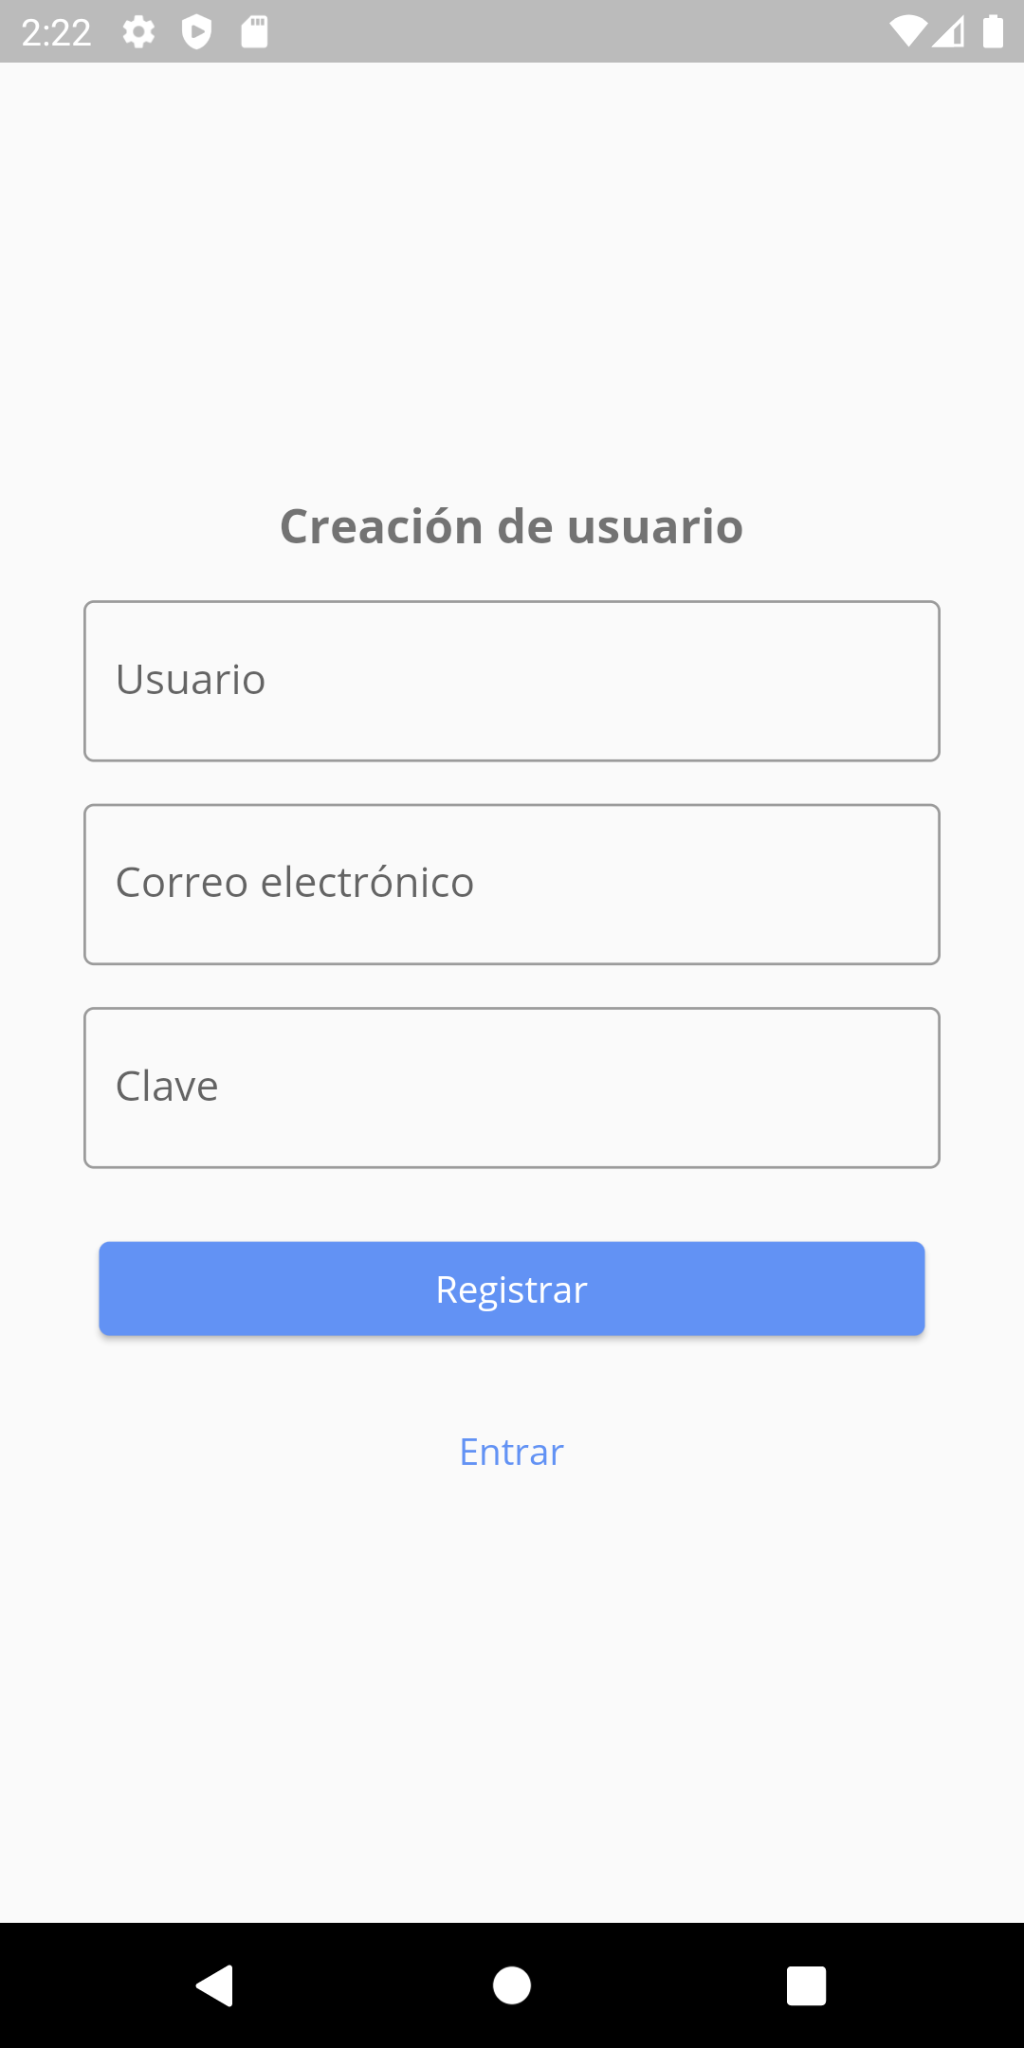 2:22
Creación de usuario
Usuario
Correo electrónico
Clave
Registrar
Entrar